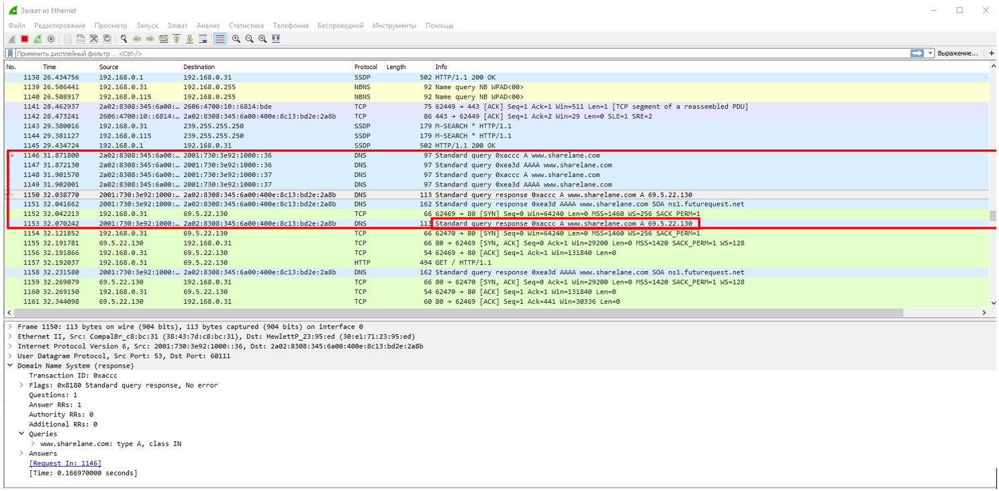 Захват из Ethernet
Файл Редактирование Просмотр Запуск Захват Анализ Статистика Телефония Беспроводной Инструменты Помощь
Применить дисплейный фильтр ... <Ctrl-/> Выражение... +
No. Time Source Destination Protocol Length Info
1138 26.434756 192.168.0.1 192.168.0.31 SSDP 502 HTTP/1.1 200 OK
1139 26.506441 192.168.0.31 192.168.0.255 NBNS 92 Name query NB WPAD<00>
1140 26.508917 192.168.0.115 192.168.0.255 NBNS 92 Name query NB WPAD<00>
1141 28.462937 2a02:8308:345:6a00:… 2606:4700:10::6814:bde TCP 75 62449 → 443 [ACK] Seq=1 Ack=1 Win=511 Len=1 [TCP segment of a reassembled PDU]
1142 28.473241 2606:4700:10::6814:… 2a02:8308:345:6a00:400e:8c13:bd2e:2a8b TCP 86 443 → 62449 [ACK] Seq=1 Ack=2 Win=29 Len=0 SLE=1 SRE=2
1143 29.380016 192.168.0.31 239.255.255.250 SSDP 179 M-SEARCH * HTTP/1.1
1144 29.381127 192.168.0.115 239.255.255.250 SSDP 179 M-SEARCH * HTTP/1.1
1145 29.434724 192.168.0.1 192.168.0.31 SSDP 502 HTTP/1.1 200 OK
1146 31.871800 2a02:8308:345:6a00:… 2001:730:3e92:1000::36 DNS 97 Standard query 0xaccc A www.sharelane.com
1147 31.872130 2a02:8308:345:6a00:… 2001:730:3e92:1000::36 DNS 97 Standard query 0xea3d AAAA www.sharelane.com
1148 31.901570 2a02:8308:345:6a00:… 2001:730:3e92:1000::37 DNS 97 Standard query 0xaccc A www.sharelane.com
1149 31.902001 2a02:8308:345:6a00:… 2001:730:3e92:1000::37 DNS 97 Standard query 0xea3d AAAA www.sharelane.com
1150 32.038770 2001:730:3e92:1000:… 2a02:8308:345:6a00:400e:8c13:bd2e:2a8b DNS 113 Standard query response 0xaccc A www.sharelane.com A 69.5.22.130
1151 32.041662 2001:730:3e92:1000:… 2a02:8308:345:6a00:400e:8c13:bd2e:2a8b DNS 162 Standard query response 0xea3d AAAA www.sharelane.com SOA ns1.futurequest.net
1152 32.042213 192.168.0.31 69.5.22.130 TCP 66 62469 → 80 [SYN] Seq=0 Win=64240 Len=0 MSS=1460 WS=256 SACK_PERM=1
1153 32.070242 2001:730:3e92:1000:… 2a02:8308:345:6a00:400e:8c13:bd2e:2a8b DNS 113 Standard query response 0xaccc A www.sharelane.com A 69.5.22.130
1154 32.121852 192.168.0.31 69.5.22.130 TCP 66 62470 → 80 [SYN] Seq=0 Win=64240 Len=0 MSS=1460 WS=256 SACK_PERM=1
1155 32.191781 69.5.22.130 192.168.0.31 TCP 66 80 → 62469 [SYN, ACK] Seq=0 Ack=1 Win=29200 Len=0 MSS=1420 SACK_PERM=1 WS=128
1156 32.191866 192.168.0.31 69.5.22.130 TCP 54 62469 → 80 [ACK] Seq=1 Ack=1 Win=131840 Len=0
1157 32.192037 192.168.0.31 69.5.22.130 HTTP 494 GET / HTTP/1.1
1158 32.231580 2001:730:3e92:1000:… 2a02:8308:345:6a00:400e:8c13:bd2e:2a8b DNS 162 Standard query response 0xea3d AAAA www.sharelane.com SOA ns1.futurequest.net
1159 32.269079 69.5.22.130 192.168.0.31 TCP 66 80 → 62470 [SYN, ACK] Seq=0 Ack=1 Win=29200 Len=0 MSS=1420 SACK_PERM=1 WS=128
1160 32.269150 192.168.0.31 69.5.22.130 TCP 54 62470 → 80 [ACK] Seq=1 Ack=1 Win=131840 Len=0
1161 32.344098 69.5.22.130 192.168.0.31 TCP 60 80 → 62469 [ACK] Seq=1 Ack=441 Win=30336 Len=0
Frame 1150: 113 bytes on wire (904 bits), 113 bytes captured (904 bits) on interface 0
Ethernet II, Src: CompalBr_c8:bc:31 (38:43:7d:c8:bc:31), Dst: HewlettP_23:95:ed (30:e1:71:23:95:ed)
Internet Protocol Version 6, Src: 2001:730:3e92:1000::36, Dst: 2a02:8308:345:6a00:400e:8c13:bd2e:2a8b
User Datagram Protocol, Src Port: 53, Dst Port: 60111
Domain Name System (response)
Transaction ID: 0xaccc
Flags: 0x8180 Standard query response, No error
Questions: 1
Answer RRs: 1
Authority RRs: 0
Additional RRs: 0
Queries
www.sharelane.com: type A, class IN
Answers
[Request In: 1146]
[Time: 0.166970000 seconds]